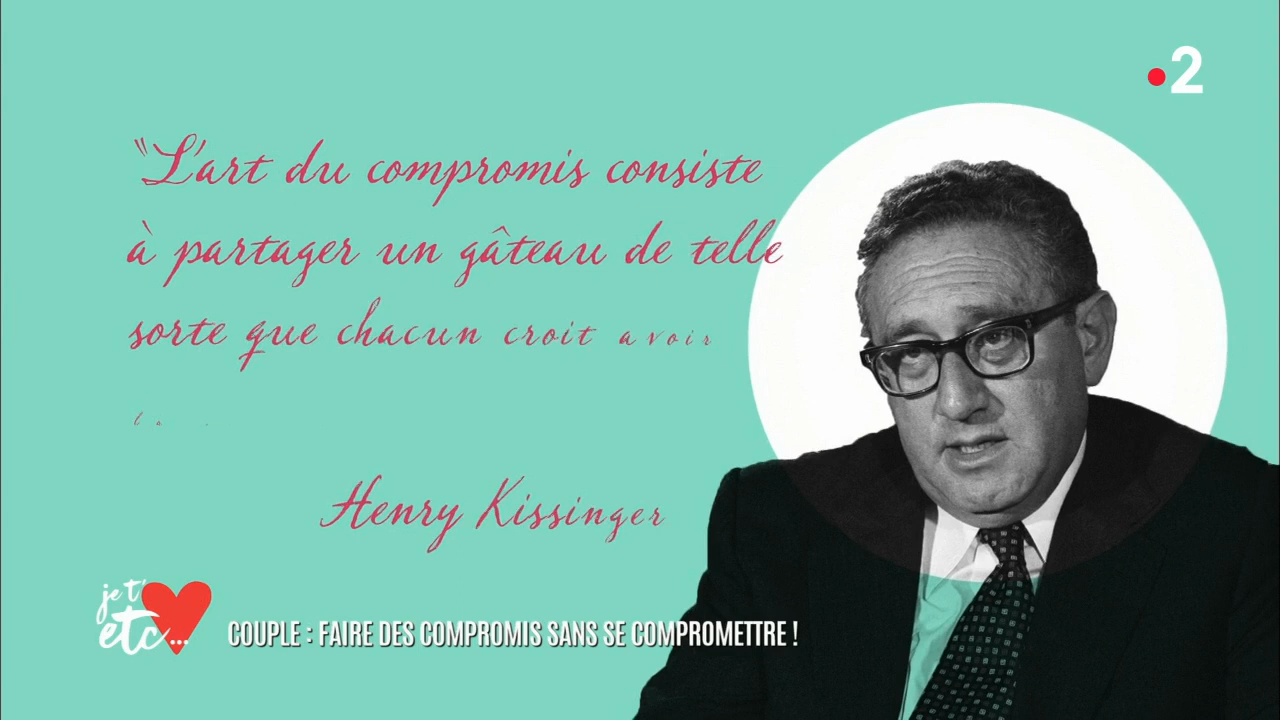 2
"L'art du compromis consiste
à partager un gâteau de telle
sorte que chacun croit avoir
Henry Kissinger
je t'
etc...
COUPLE : FAIRE DES COMPROMIS SANS SE COMPROMETTRE !